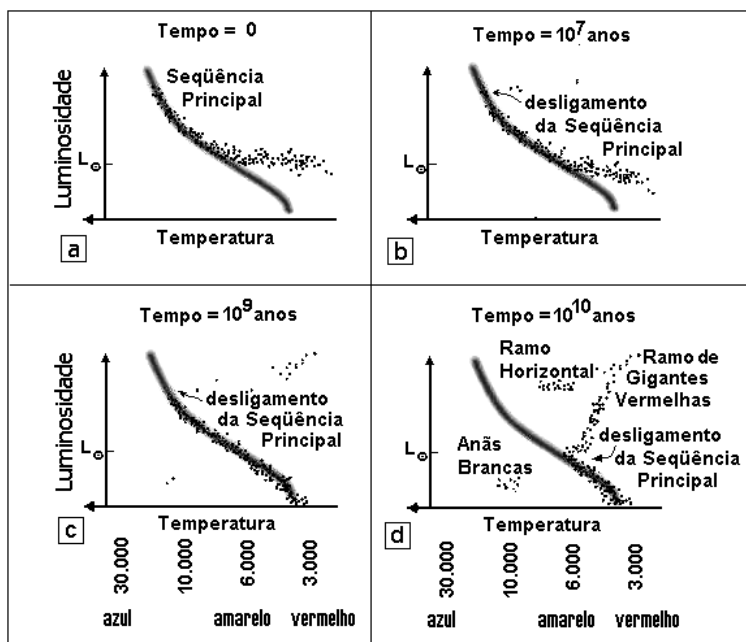 Tempo = 0
Seqüência
Principal
Luminosidade
L⊙
Temperatura
a
Tempo = 10⁷ anos
desligamento
da Seqüência
Principal
L⊙
Temperatura
b
Tempo = 10⁹ anos
desligamento
da Seqüência
Principal
Luminosidade
L⊙
Temperatura
c
30.000
10.000
6.000
3.000
azul
amarelo
vermelho
Tempo = 10¹⁰ anos
Ramo
Horizontal
Ramo de
Gigantes
Vermelhas
Anãs
Brancas
desligamento
da Seqüência
Principal
L⊙
Temperatura
d
30.000
10.000
6.000
3.000
azul
amarelo
vermelho